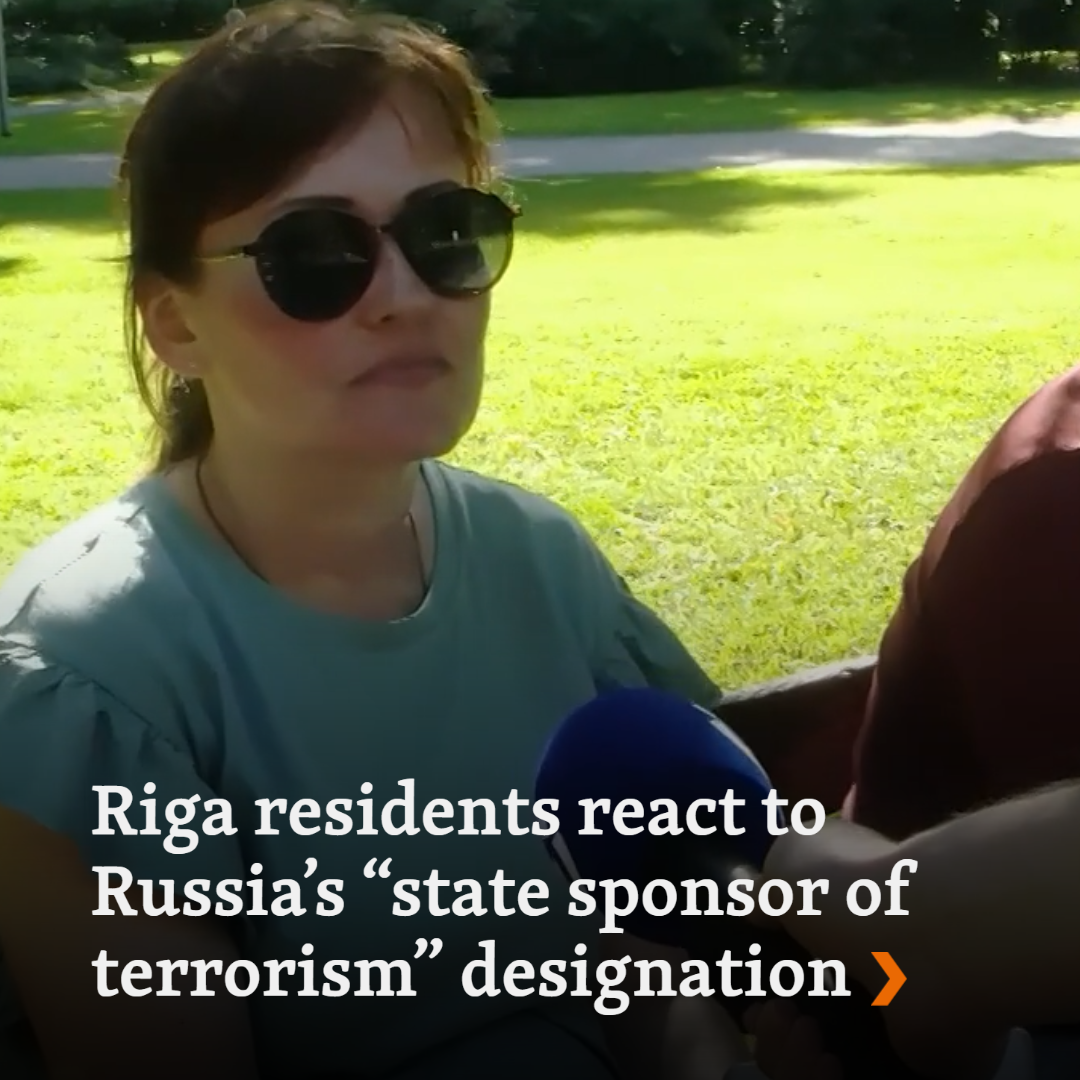 Riga residents react to
Russia’s “state sponsor of
terrorism” designation ❯